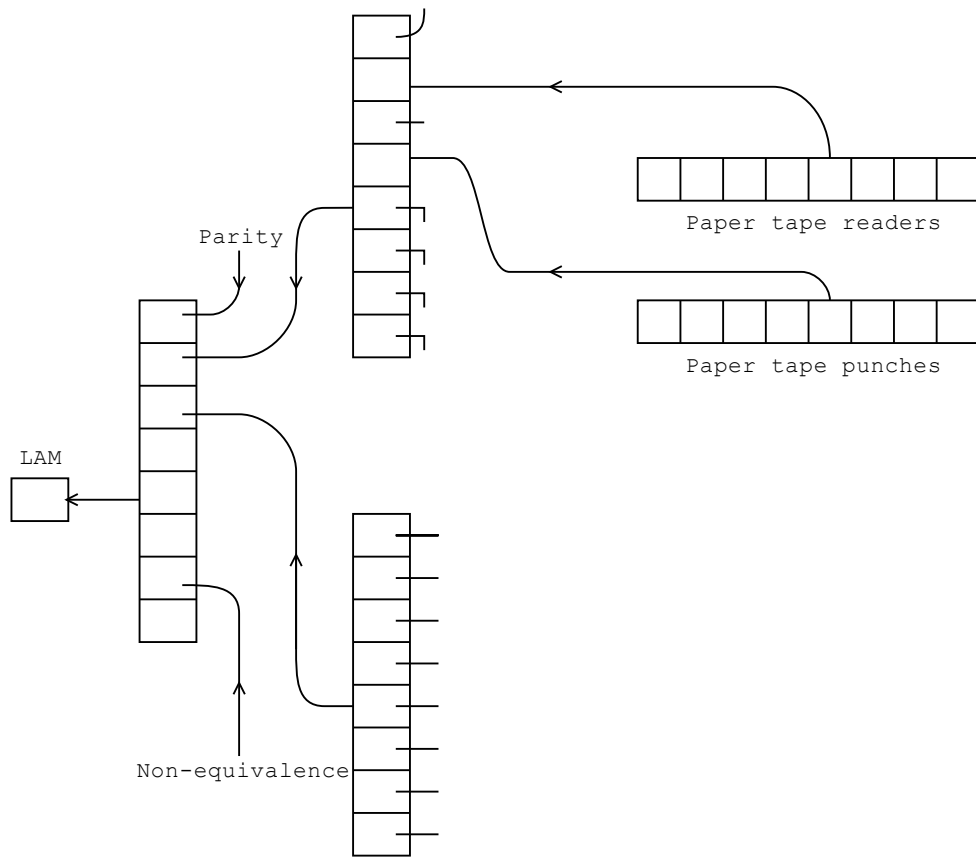 Parity
Paper tape readers
Paper tape punches
LAM
Non-equivalence